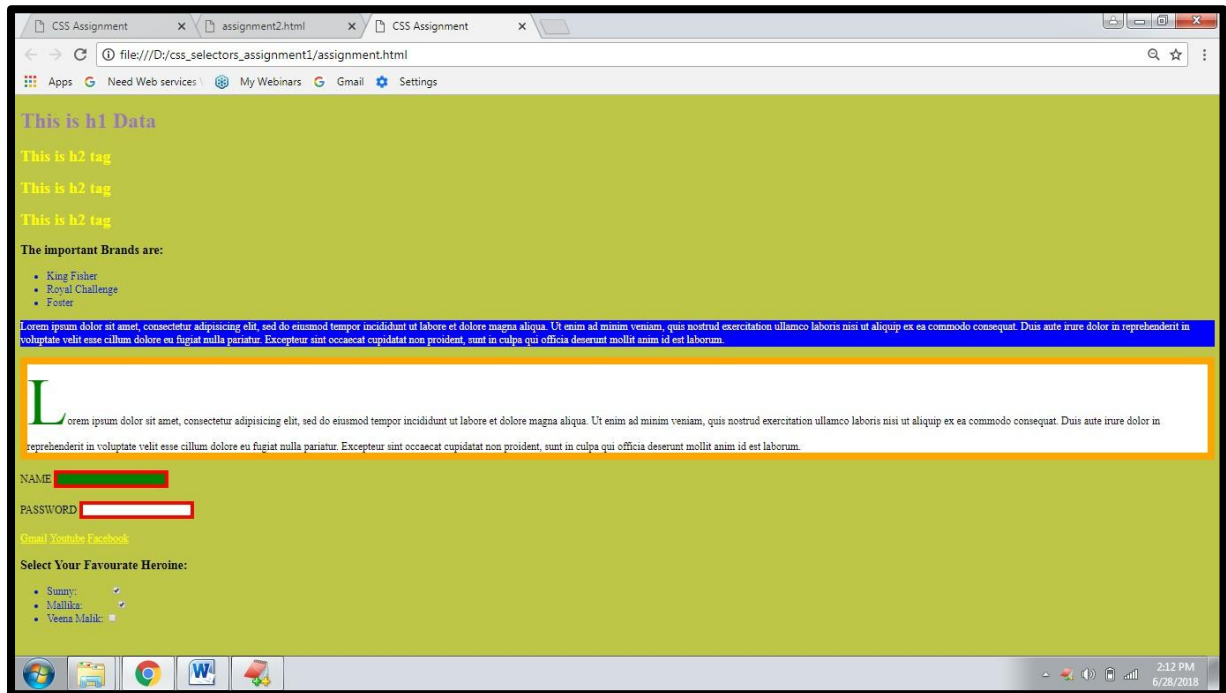 CSS Assignment
assignment2.html
CSS Assignment
file:///D:/css_selectors_assignment1/assignment.html
Apps
Need Web services
My Webinars
Gmail
Settings
This is h1 Data
This is h2 tag
This is h2 tag
This is h2 tag
The important Brands are:
King Fisher
Royal Challenge
Foster
Lorem ipsum dolor sit amet, consectetur adipisicing elit, sed do eiusmod tempor incididunt ut labore et dolore magna aliqua. Ut enim ad minim veniam, quis nostrud exercitation ullamco laboris nisi ut aliquip ex ea commodo consequat. Duis aute irure dolor in reprehenderit in
voluptate velit esse cillum dolore eu fugiat nulla pariatur. Excepteur sint occaecat cupidatat non proident, sunt in culpa qui officia deserunt mollit anim id est laborum.
Lorem ipsum dolor sit amet, consectetur adipisicing elit, sed do eiusmod tempor incididunt ut labore et dolore magna aliqua. Ut enim ad minim veniam, quis nostrud exercitation ullamco laboris nisi ut aliquip ex ea commodo consequat. Duis aute irure dolor in
reprehenderit in voluptate velit esse cillum dolore eu fugiat nulla pariatur. Excepteur sint occaecat cupidatat non proident, sunt in culpa qui officia deserunt mollit anim id est laborum.
NAME
PASSWORD
Gmail Youtube Facebook
Select Your Favourate Heroine:
Sunny:
Mallika:
Veena Malik:
2:12 PM
6/28/2018